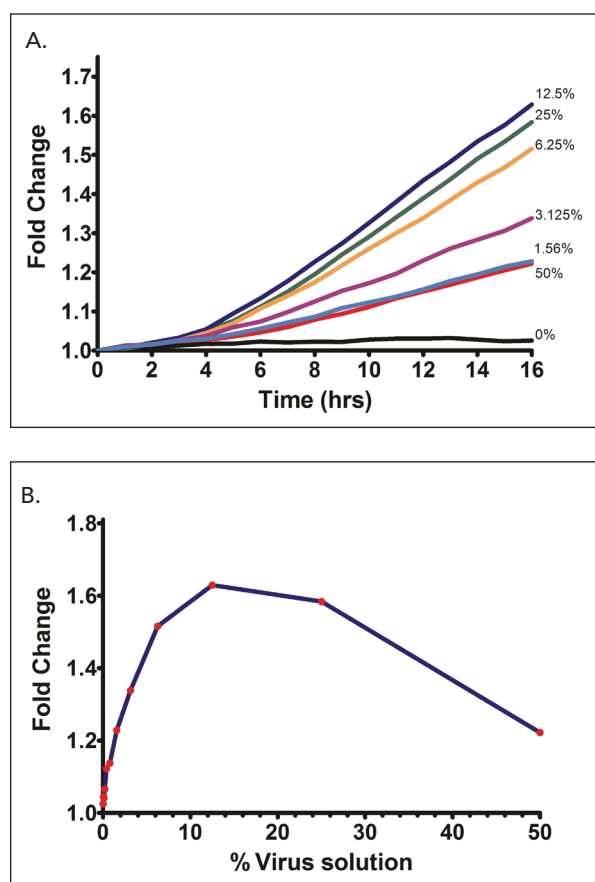 A.
Fold Change
1.7
1.6
1.5
1.4
1.3
1.2
1.1
1.0
12.5%
25%
6.25%
3.125%
1.56%
50%
0%
0 2 4 6 8 10 12 14 16
Time (hrs)
B.
Fold Change
1.8
1.6
1.4
1.2
1.0
0 10 20 30 40 50
% Virus solution